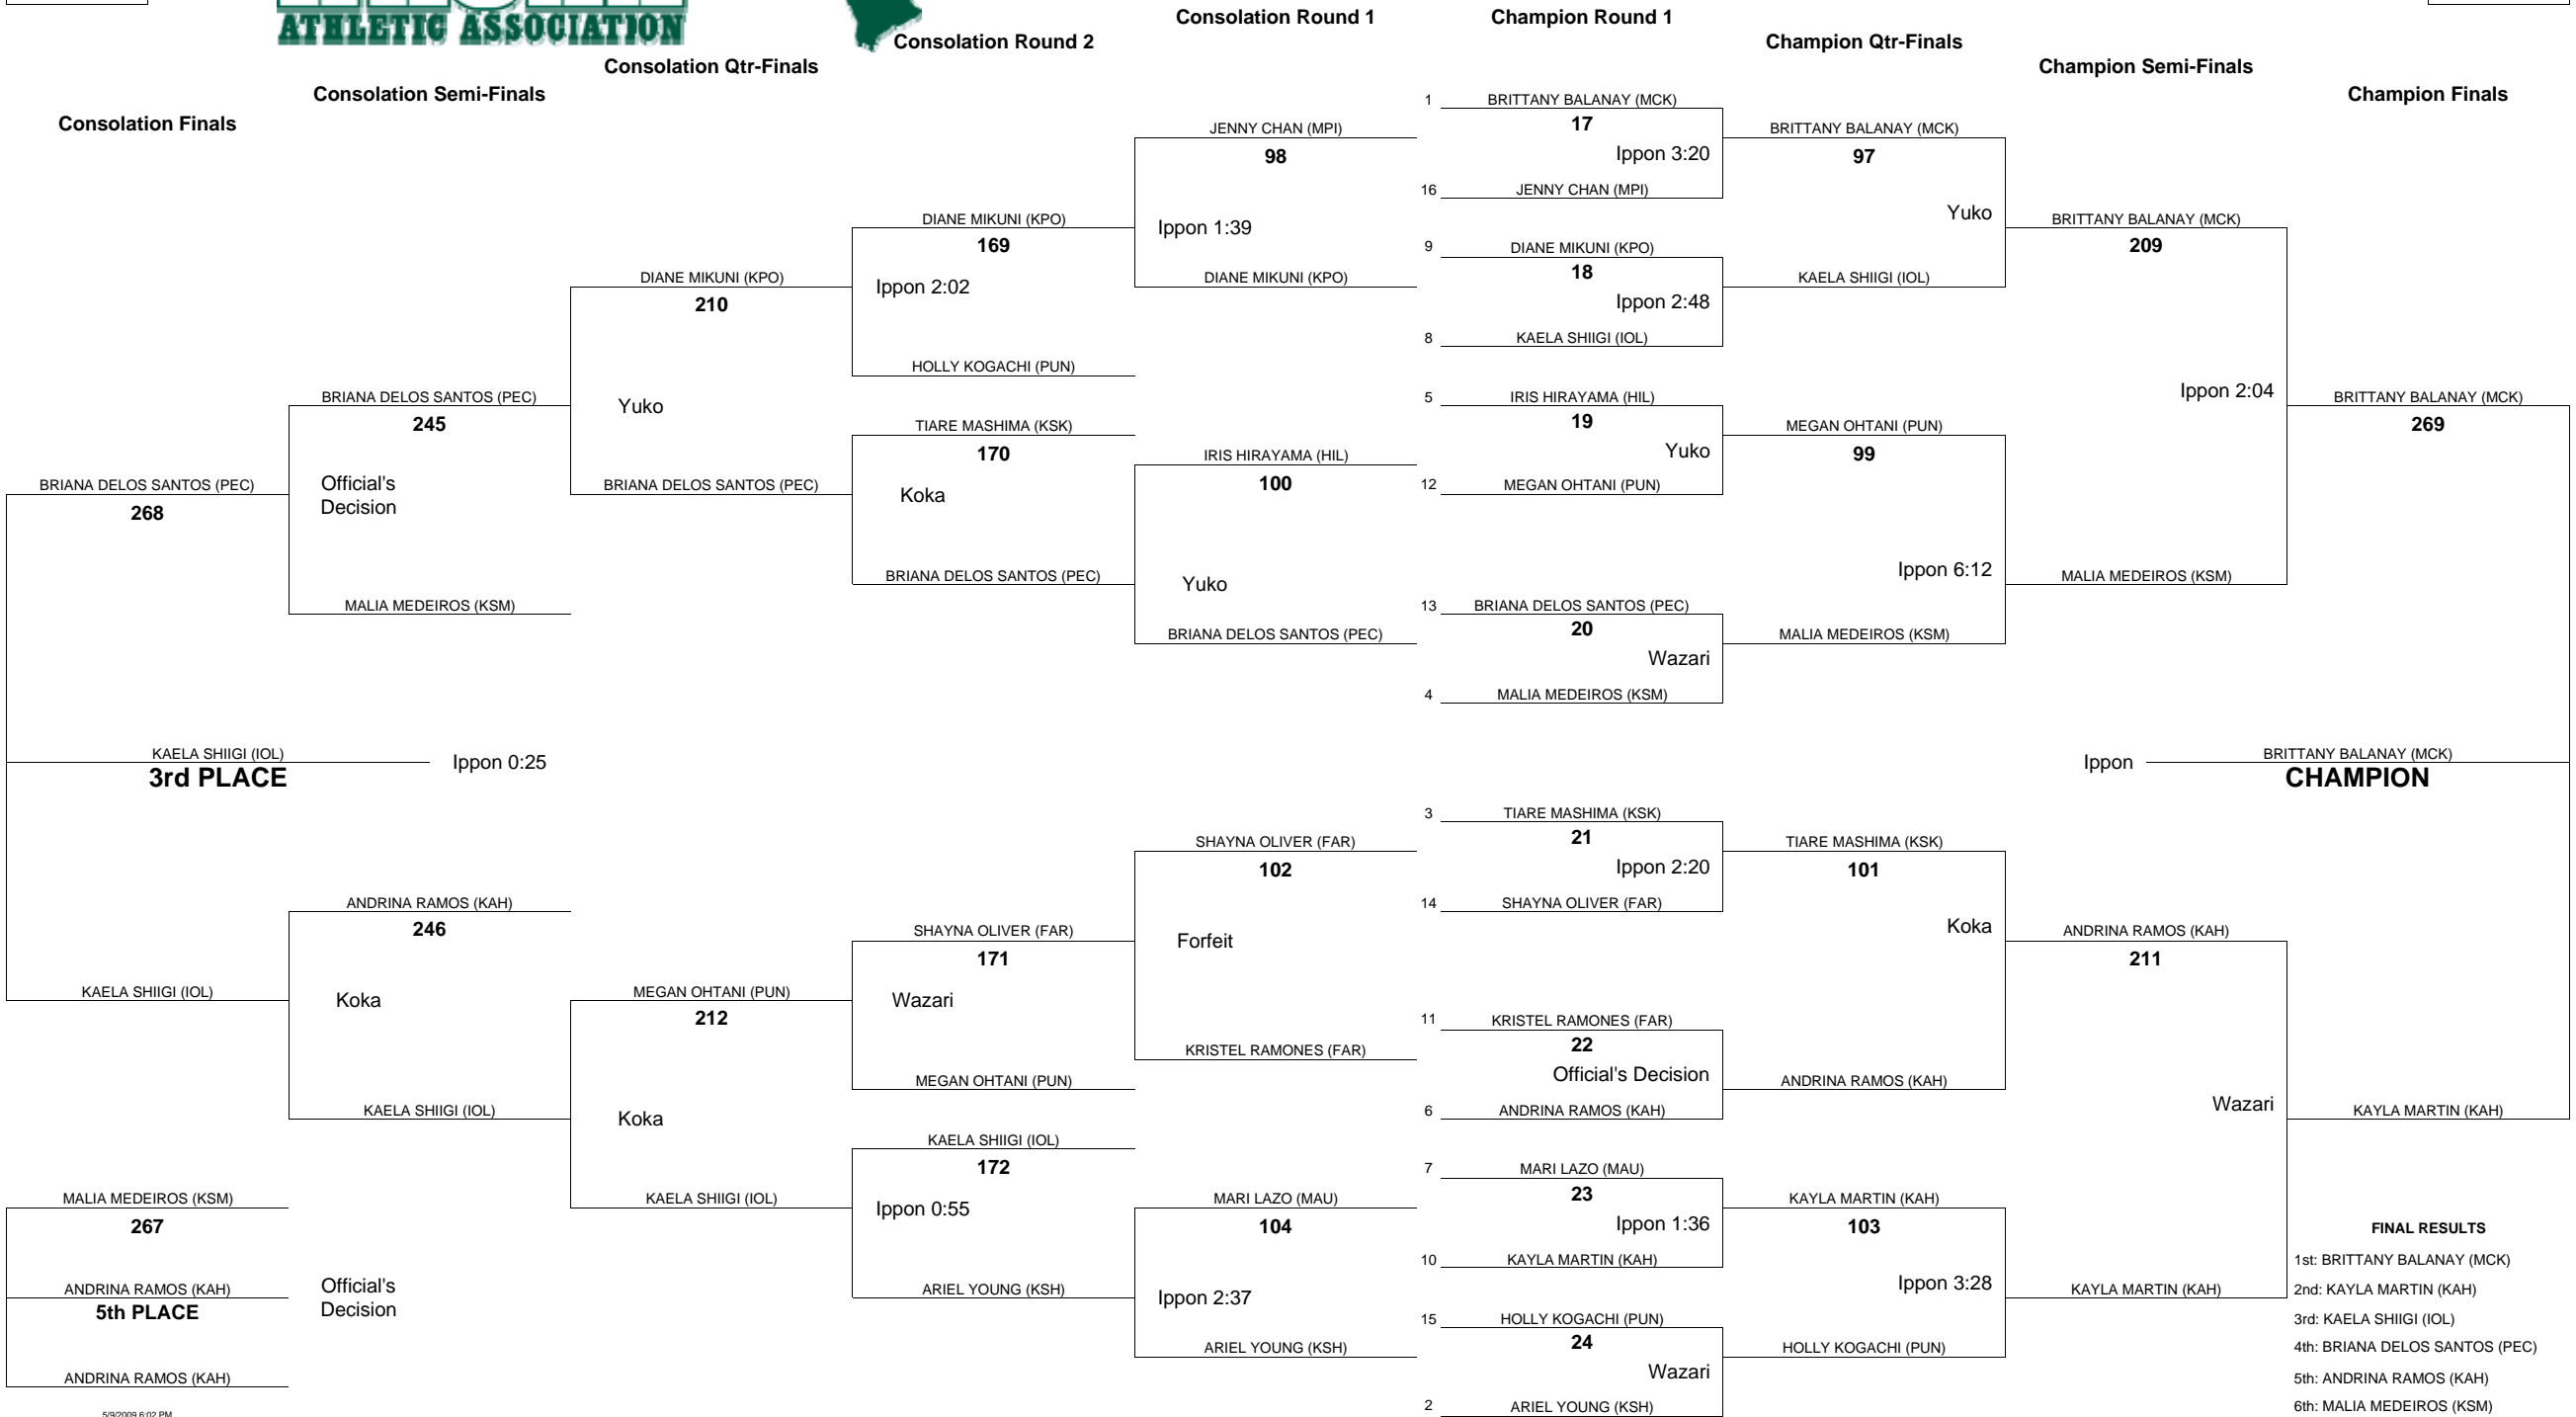 ATHLETIC ASSOCIATION
Consolation Round 1
Champion Round 1
Consolation Round 2
Champion Qtr-Finals
Consolation Qtr-Finals
Champion Semi-Finals
Consolation Semi-Finals
Champion Finals
Consolation Finals
1 BRITTANY BALANAY (MCK)
17
Ippon 3:20
16 JENNY CHAN (MPI)
9 DIANE MIKUNI (KPO)
18
Ippon 2:48
8 KAELA SHIIGI (IOL)
5 IRIS HIRAYAMA (HIL)
19
Yuko
12 MEGAN OHTANI (PUN)
13 BRIANA DELOS SANTOS (PEC)
20
Wazari
4 MALIA MEDEIROS (KSM)
3 TIARE MASHIMA (KSK)
21
Ippon 2:20
14 SHAYNA OLIVER (FAR)
11 KRISTEL RAMONES (FAR)
22
Official's Decision
6 ANDRINA RAMOS (KAH)
7 MARI LAZO (MAU)
23
Ippon 1:36
10 KAYLA MARTIN (KAH)
15 HOLLY KOGACHI (PUN)
24
Wazari
2 ARIEL YOUNG (KSH)
BRITTANY BALANAY (MCK)
97
Yuko
KAELA SHIIGI (IOL)
MEGAN OHTANI (PUN)
99
Ippon 6:12
MALIA MEDEIROS (KSM)
TIARE MASHIMA (KSK)
101
Koka
ANDRINA RAMOS (KAH)
KAYLA MARTIN (KAH)
103
Ippon 3:28
HOLLY KOGACHI (PUN)
BRITTANY BALANAY (MCK)
209
Ippon 2:04
MALIA MEDEIROS (KSM)
ANDRINA RAMOS (KAH)
211
Wazari
KAYLA MARTIN (KAH)
BRITTANY BALANAY (MCK)
269
Ippon
BRITTANY BALANAY (MCK)
CHAMPION
KAYLA MARTIN (KAH)
JENNY CHAN (MPI)
98
Ippon 1:39
DIANE MIKUNI (KPO)
IRIS HIRAYAMA (HIL)
100
Yuko
BRIANA DELOS SANTOS (PEC)
SHAYNA OLIVER (FAR)
102
Forfeit
KRISTEL RAMONES (FAR)
MARI LAZO (MAU)
104
Ippon 2:37
ARIEL YOUNG (KSH)
DIANE MIKUNI (KPO)
169
Ippon 2:02
HOLLY KOGACHI (PUN)
TIARE MASHIMA (KSK)
170
Koka
BRIANA DELOS SANTOS (PEC)
SHAYNA OLIVER (FAR)
171
Wazari
MEGAN OHTANI (PUN)
KAELA SHIIGI (IOL)
172
Ippon 0:55
ARIEL YOUNG (KSH)
DIANE MIKUNI (KPO)
210
Yuko
BRIANA DELOS SANTOS (PEC)
MEGAN OHTANI (PUN)
212
Koka
KAELA SHIIGI (IOL)
BRIANA DELOS SANTOS (PEC)
245
Official's
Decision
MALIA MEDEIROS (KSM)
ANDRINA RAMOS (KAH)
246
Koka
KAELA SHIIGI (IOL)
BRIANA DELOS SANTOS (PEC)
268
KAELA SHIIGI (IOL)
3rd PLACE
Ippon 0:25
KAELA SHIIGI (IOL)
MALIA MEDEIROS (KSM)
267
ANDRINA RAMOS (KAH)
5th PLACE
Official's
Decision
ANDRINA RAMOS (KAH)
FINAL RESULTS
1st: BRITTANY BALANAY (MCK)
2nd: KAYLA MARTIN (KAH)
3rd: KAELA SHIIGI (IOL)
4th: BRIANA DELOS SANTOS (PEC)
5th: ANDRINA RAMOS (KAH)
6th: MALIA MEDEIROS (KSM)
5/9/2009 6:02 PM